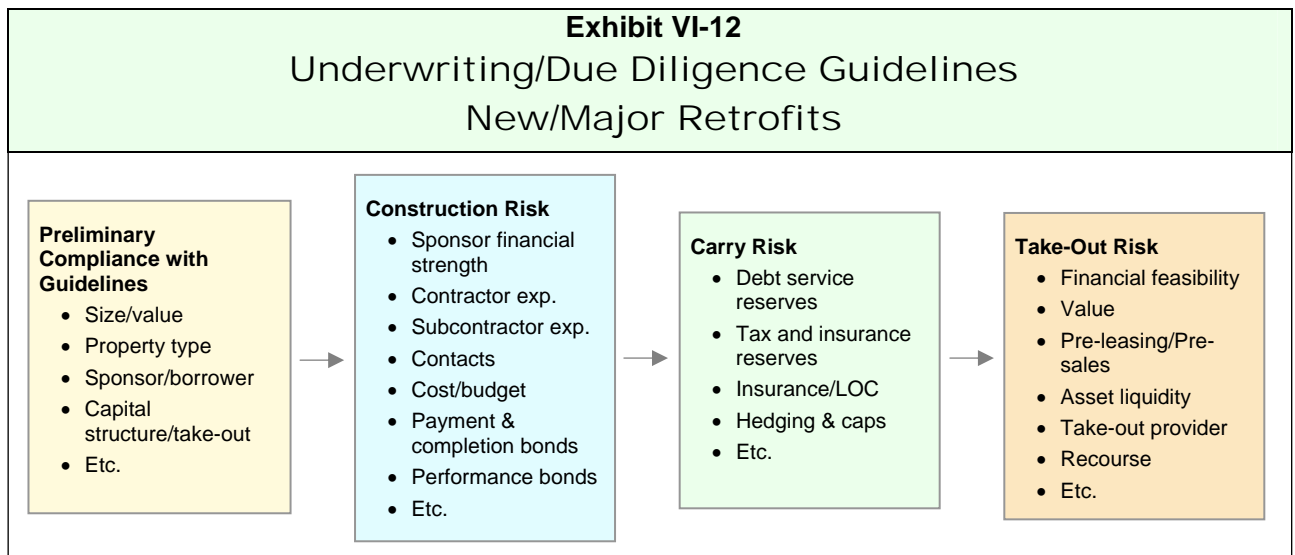 Exhibit VI-12
Underwriting/Due Diligence Guidelines
New/Major Retrofits
Preliminary
Compliance with
Guidelines
• Size/value
• Property type
• Sponsor/borrower
• Capital
structure/take-out
• Etc.
Construction Risk
• Sponsor financial
strength
• Contractor exp.
• Subcontractor exp.
• Contacts
• Cost/budget
• Payment &
completion bonds
• Performance bonds
• Etc.
Carry Risk
• Debt service
reserves
• Tax and insurance
reserves
• Insurance/LOC
• Hedging & caps
• Etc.
Take-Out Risk
• Financial feasibility
• Value
• Pre-leasing/Pre-
sales
• Asset liquidity
• Take-out provider
• Recourse
• Etc.